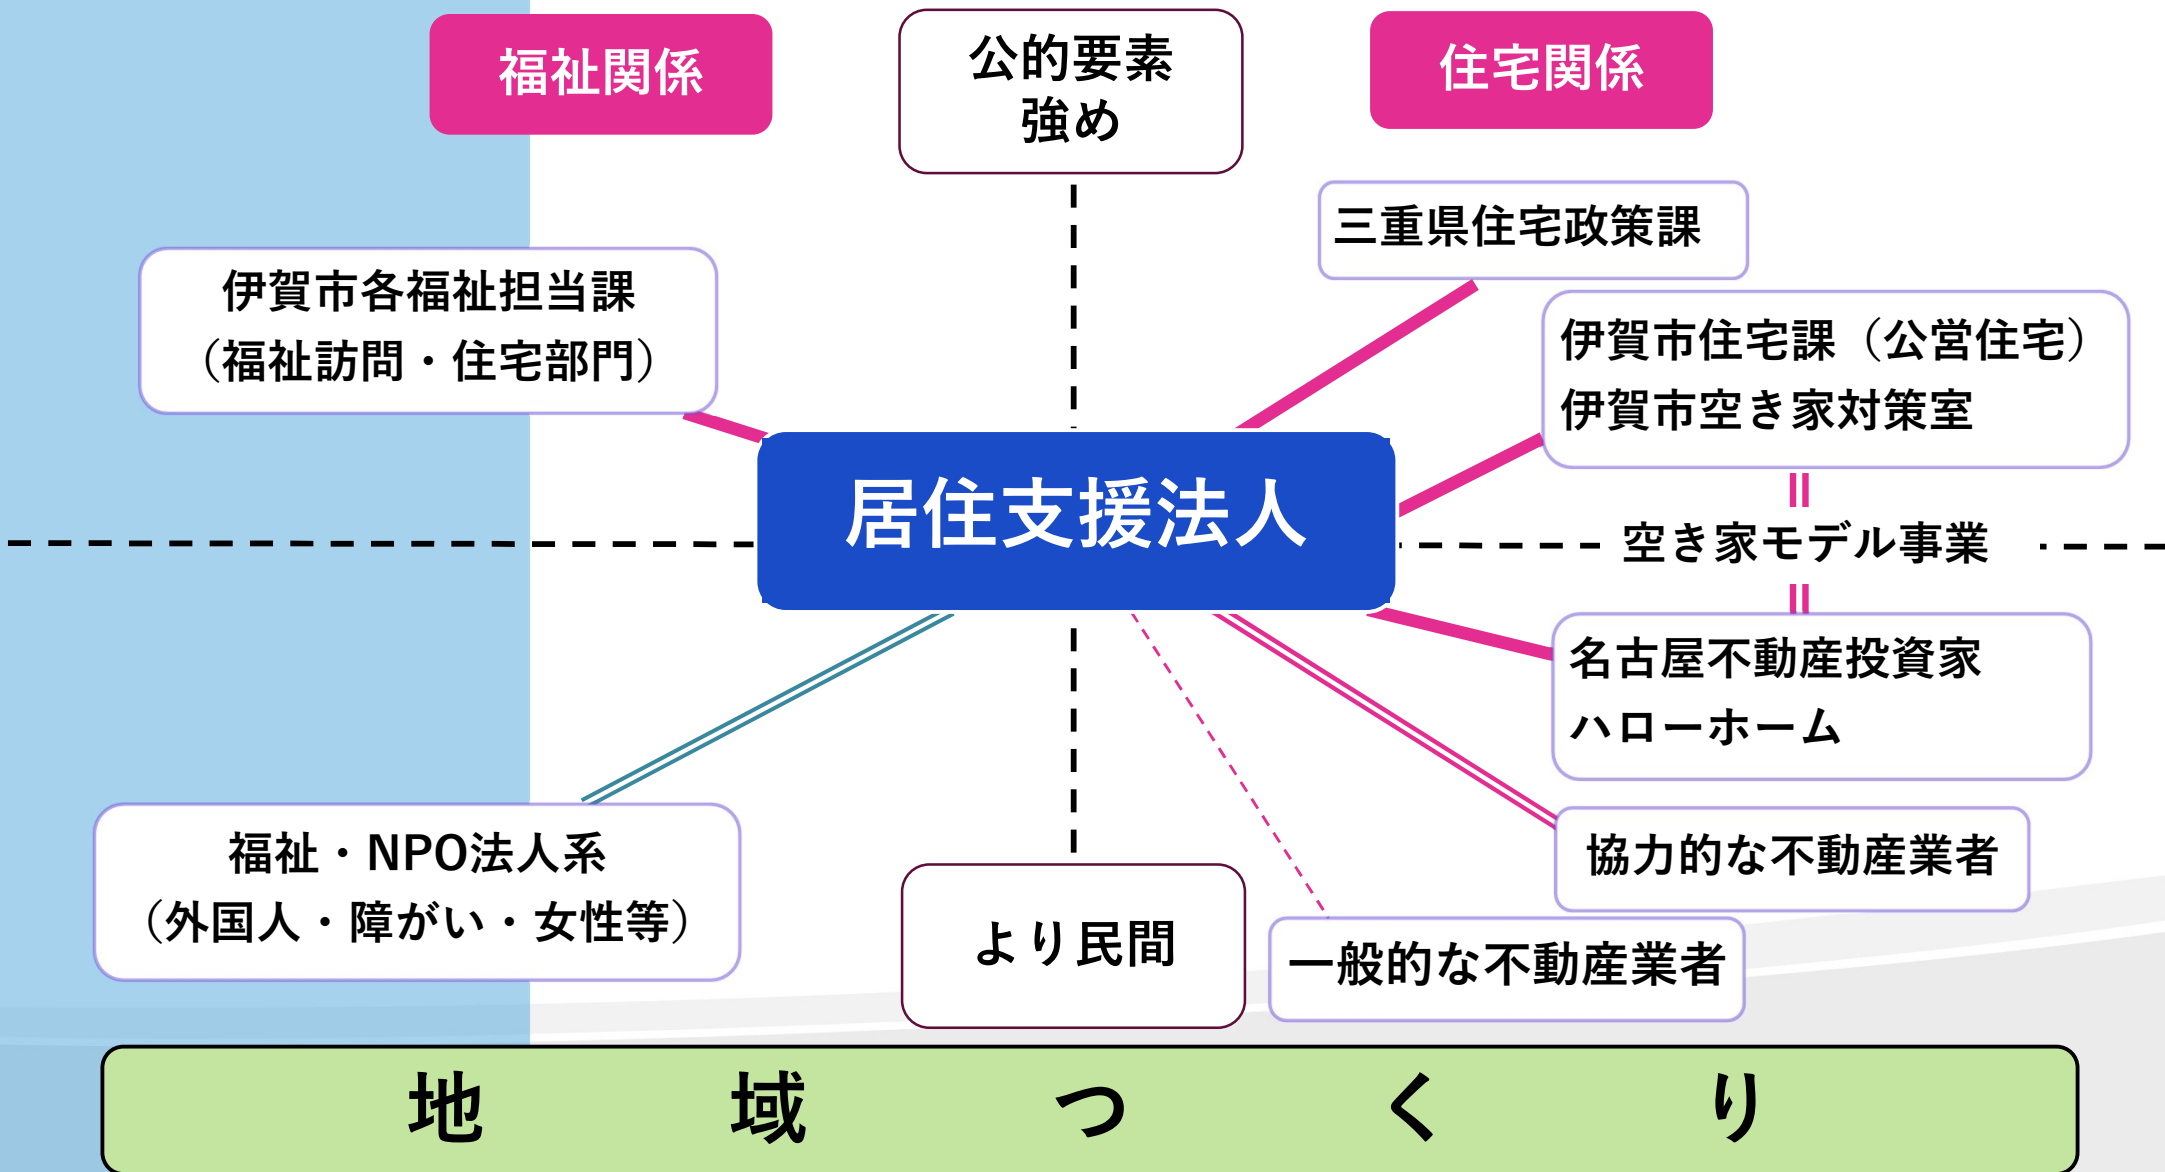 福祉関係
公的要素
強め
住宅関係
三重県住宅政策課
伊賀市各福祉担当課
（福祉訪問・住宅部門）
伊賀市住宅課（公営住宅）
伊賀市空き家対策室
居住支援法人
空き家モデル事業
名古屋不動産投資家
ハローホーム
福祉・NPO法人系
（外国人・障がい・女性等）
協力的な不動産業者
より民間
一般的な不動産業者
地域つくり